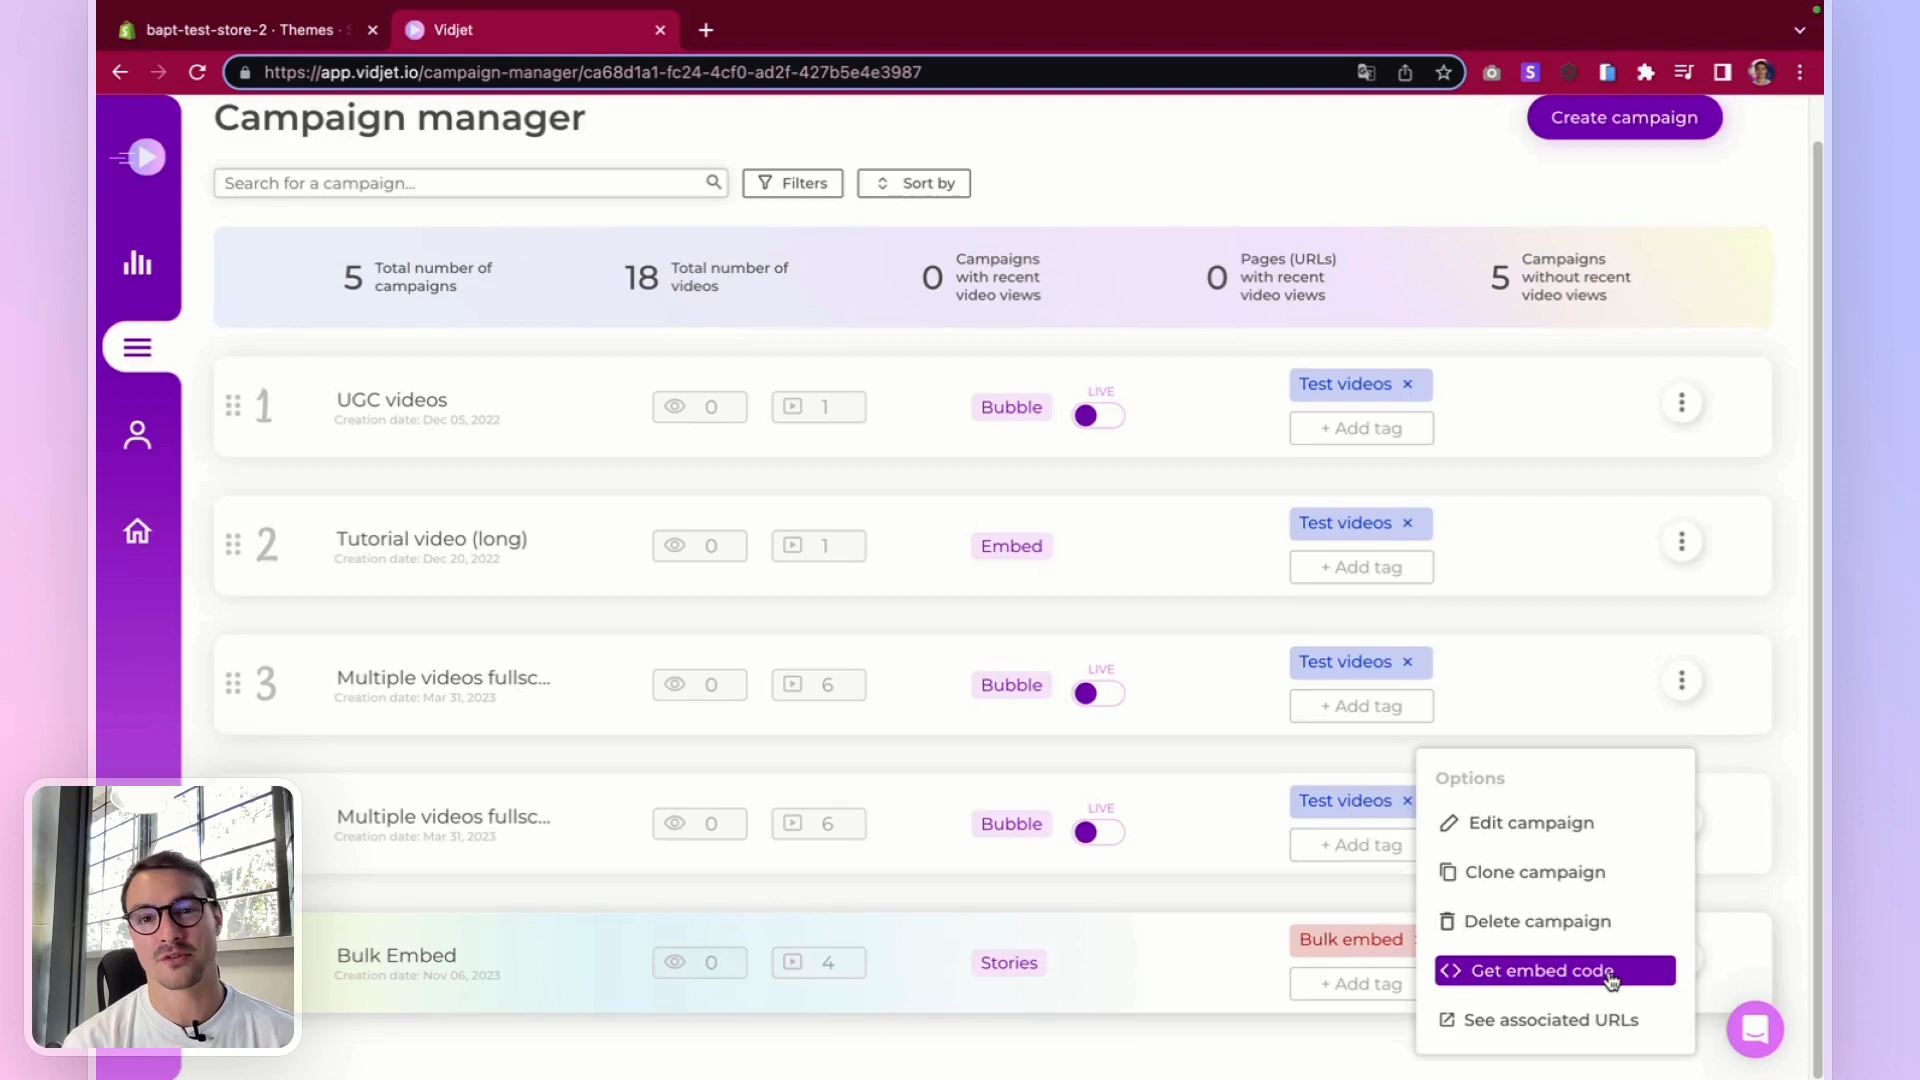 bapt-test-store-2 · Themes ·
Vidjet
https://app.vidjet.io/campaign-manager/ca68d1a1-fc24-4cf0-ad2f-427b5e4e3987
Campaign manager
Create campaign
Search for a campaign...
Filters
Sort by
5 Total number of campaigns
18 Total number of videos
0 Campaigns with recent video views
0 Pages (URLs) with recent video views
5 Campaigns without recent video views
1 UGC videos
Creation date: Dec 05, 2022
0
1
Bubble
LIVE
Test videos ×
+ Add tag
2 Tutorial video (long)
Creation date: Dec 20, 2022
0
1
Embed
Test videos ×
+ Add tag
3 Multiple videos fullsc...
Creation date: Mar 31, 2023
0
6
Bubble
LIVE
Test videos ×
+ Add tag
Multiple videos fullsc...
Creation date: Mar 31, 2023
0
6
Bubble
LIVE
Test videos ×
+ Add tag
Bulk Embed
Creation date: Nov 06, 2023
0
4
Stories
Bulk embed
+ Add tag
Options
Edit campaign
Clone campaign
Delete campaign
Get embed code
See associated URLs